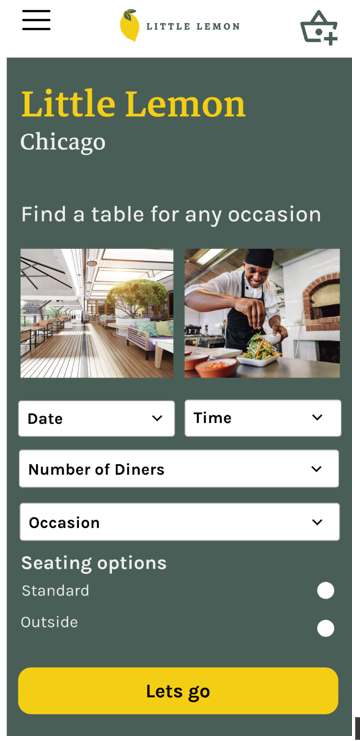 LITTLE LEMON
Little Lemon
Chicago
Find a table for any occasion
Date
Time
Number of Diners
Occasion
Seating options
Standard
Outside
Lets go